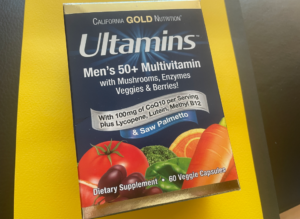 CALIFORNIA GOLD NUTRITION®
Ultamins™
Men's 50+ Multivitamin
with Mushrooms, Enzymes
Veggies & Berries!
With 100mg of CoQ10 per Serving
plus Lycopene, Lutein, Methyl B12
& Saw Palmetto
Dietary Supplement • 60 Veggie Capsules